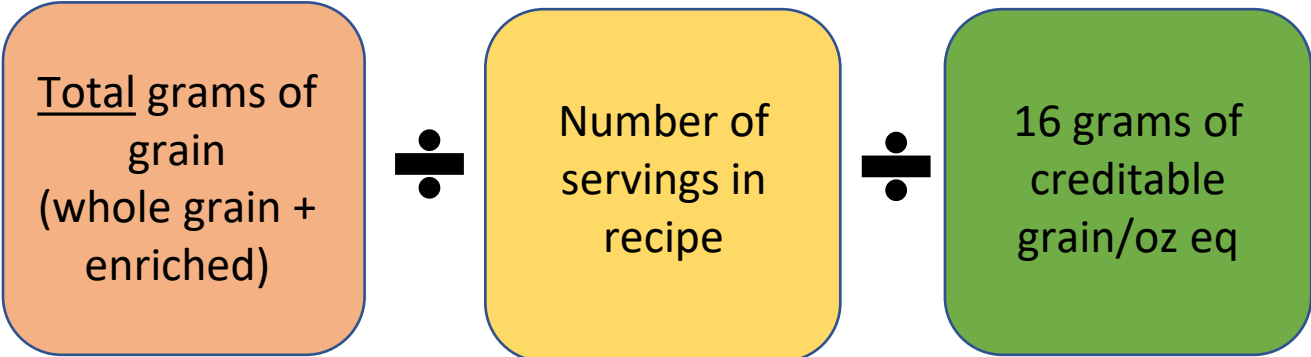 Total grams of
grain
(whole grain +
enriched)
÷
Number of
servings in
recipe
÷
16 grams of
creditable
grain/oz eq